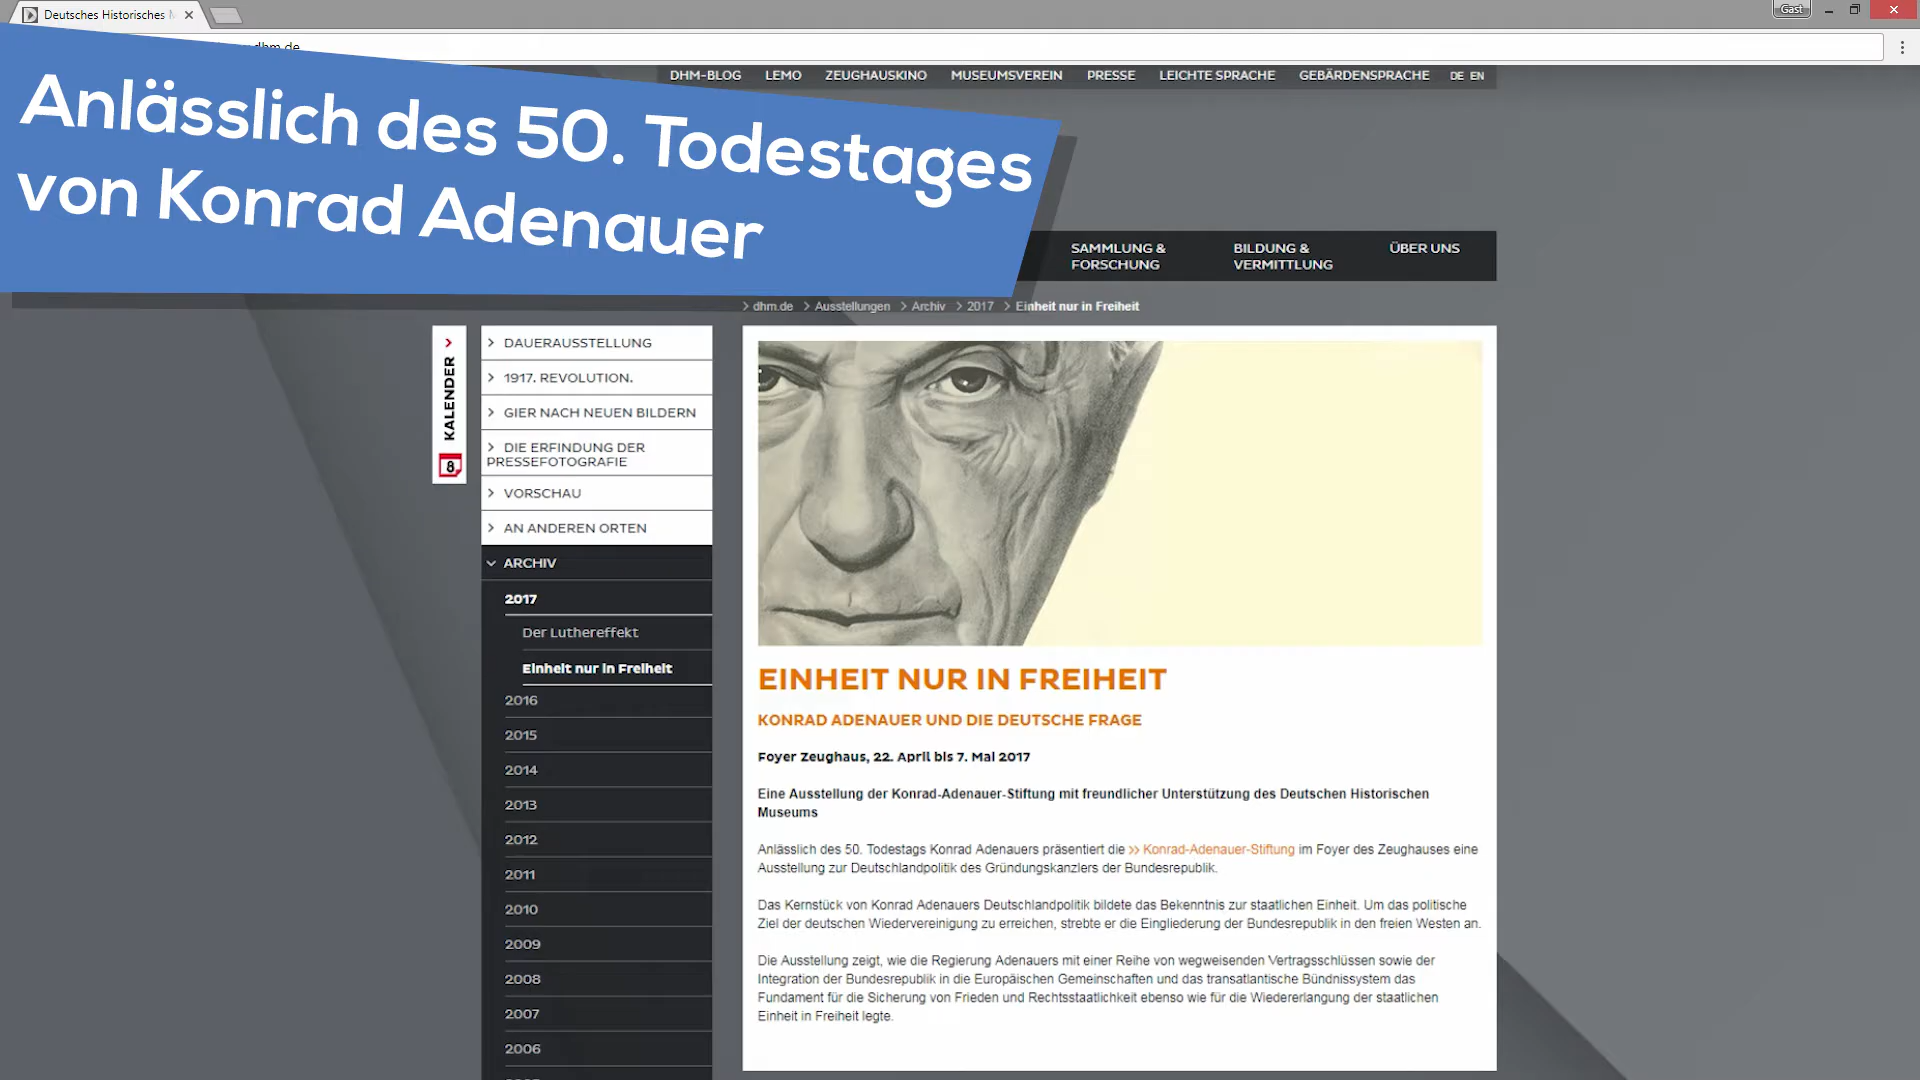 Deutsches Historisches
Gast
dhm.de
Anlässlich des 50. Todestages
von Konrad Adenauer
DHM-BLOG LEMO ZEUGHAUSKINO MUSEUMSVEREIN PRESSE LEICHTE SPRACHE GEBÄRDENSPRACHE DE EN
SAMMLUNG &
FORSCHUNG
BILDUNG &
VERMITTLUNG
ÜBER UNS
> dhm.de > Ausstellungen > Archiv > 2017 > Einheit nur in Freiheit
KALENDER
8
> DAUERAUSSTELLUNG
> 1917. REVOLUTION.
> GIER NACH NEUEN BILDERN
> DIE ERFINDUNG DER
PRESSEFOTOGRAFIE
> VORSCHAU
> AN ANDEREN ORTEN
ARCHIV
2017
Der Luthereffekt
Einheit nur in Freiheit
2016
2015
2014
2013
2012
2011
2010
2009
2008
2007
2006
EINHEIT NUR IN FREIHEIT
KONRAD ADENAUER UND DIE DEUTSCHE FRAGE
Foyer Zeughaus, 22. April bis 7. Mai 2017
Eine Ausstellung der Konrad-Adenauer-Stiftung mit freundlicher Unterstützung des Deutschen Historischen
Museums
Anlässlich des 50. Todestags Konrad Adenauers präsentiert die >> Konrad-Adenauer-Stiftung im Foyer des Zeughauses eine
Ausstellung zur Deutschlandpolitik des Gründungskanzlers der Bundesrepublik.
Das Kernstück von Konrad Adenauers Deutschlandpolitik bildete das Bekenntnis zur staatlichen Einheit. Um das politische
Ziel der deutschen Wiedervereinigung zu erreichen, strebte er die Eingliederung der Bundesrepublik in den freien Westen an.
Die Ausstellung zeigt, wie die Regierung Adenauers mit einer Reihe von wegweisenden Vertragsschlüssen sowie der
Integration der Bundesrepublik in die Europäischen Gemeinschaften und das transatlantische Bündnissystem das
Fundament für die Sicherung von Frieden und Rechtsstaatlichkeit ebenso wie für die Wiedererlangung der staatlichen
Einheit in Freiheit legte.